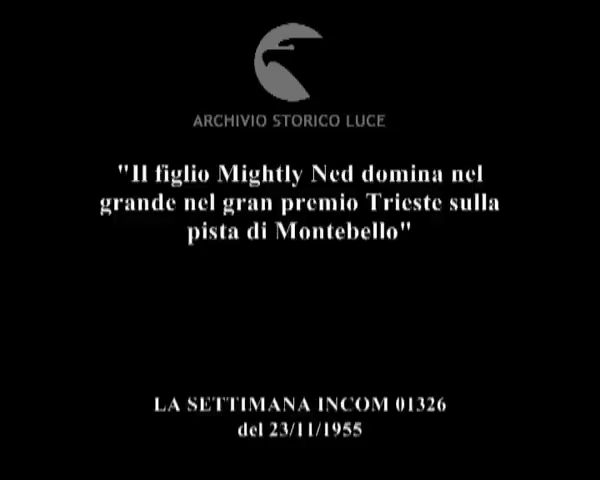 ARCHIVIO STORICO LUCE
"Il figlio Mightly Ned domina nel
grande nel gran premio Trieste sulla
pista di Montebello"
LA SETTIMANA INCOM 01326
del 23/11/1955